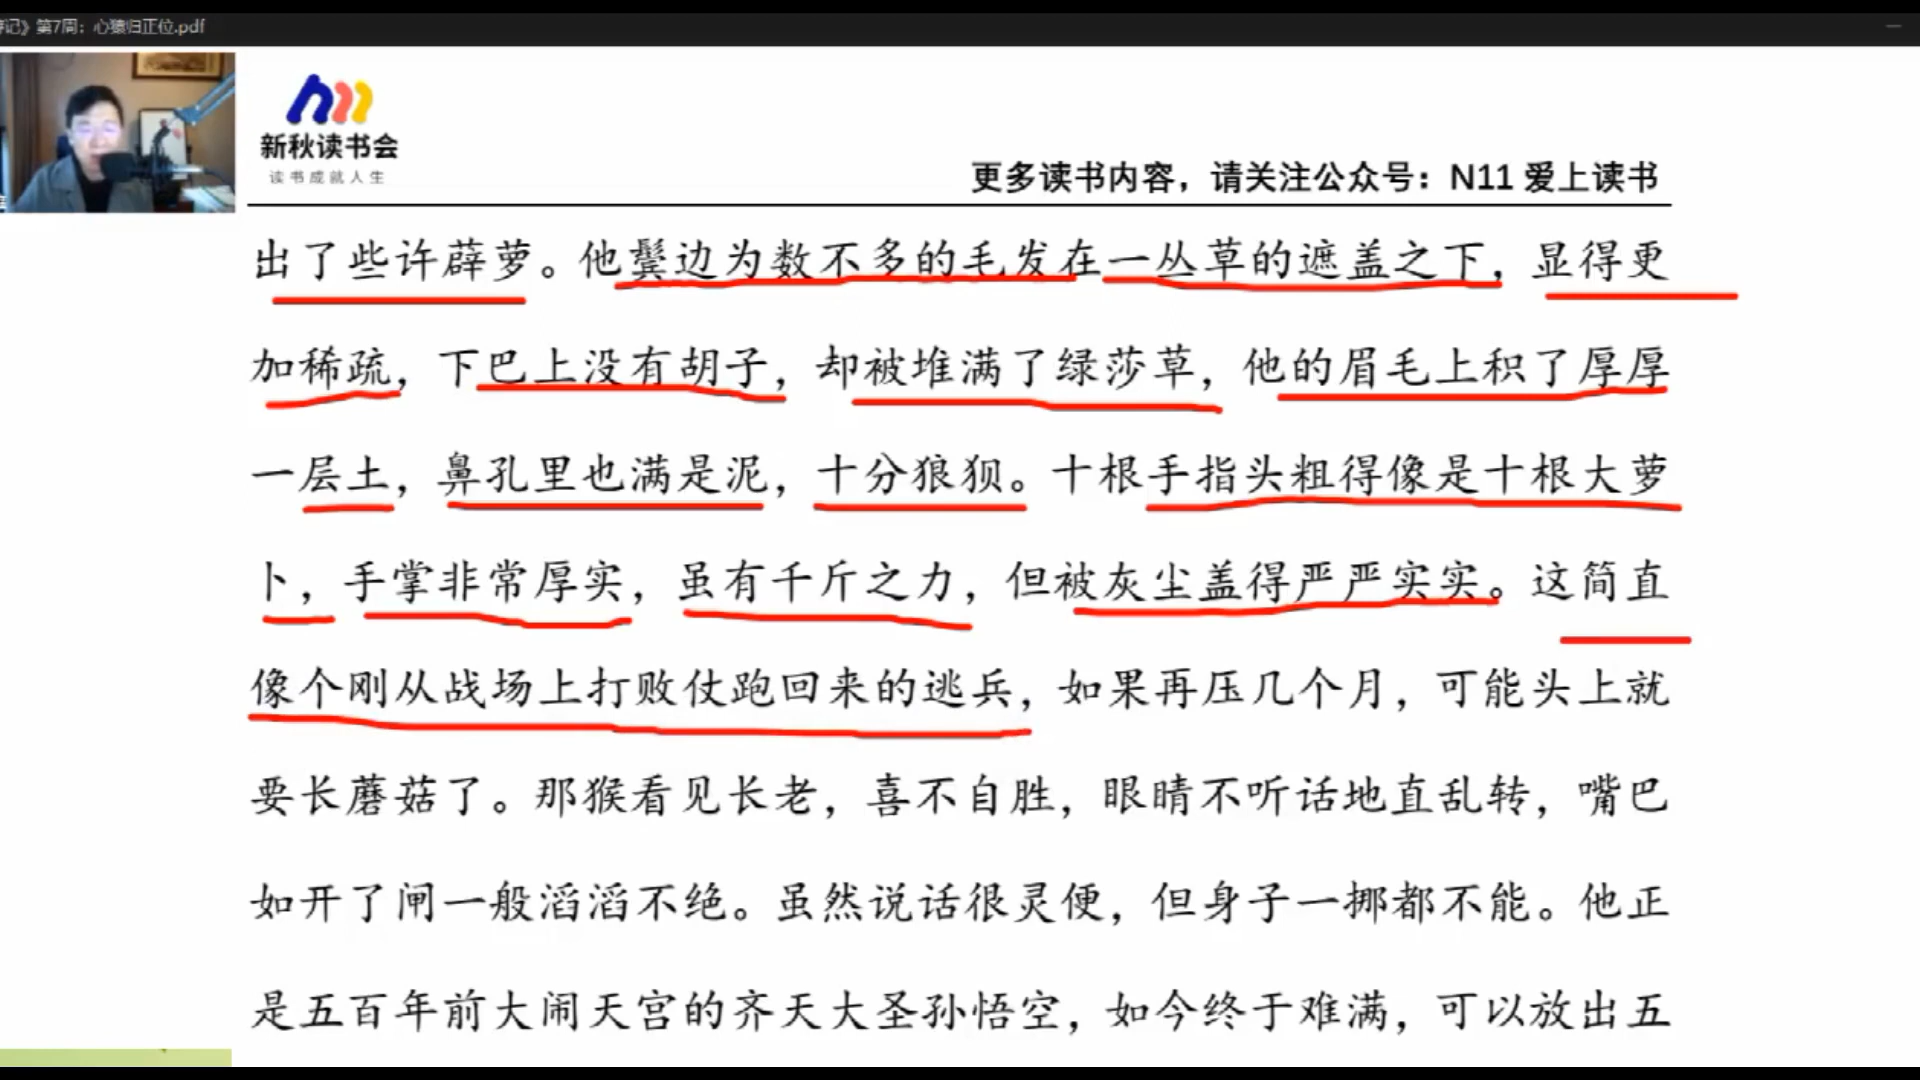 记》第7周：心猿归正位.pdf
新秋读书会
读书成就人生
更多读书内容，请关注公众号：N11 爱上读书
出了些许薜萝。他鬓边为数不多的毛发在一丛草的遮盖之下，显得更
加稀疏，下巴上没有胡子，却被堆满了绿莎草，他的眉毛上积了厚厚
一层土，鼻孔里也满是泥，十分狼狈。十根手指头粗得像是十根大萝
卜，手掌非常厚实，虽有千斤之力，但被灰尘盖得严严实实。这简直
像个刚从战场上打败仗跑回来的逃兵，如果再压几个月，可能头上就
要长蘑菇了。那猴看见长老，喜不自胜，眼睛不听话地直乱转，嘴巴
如开了闸一般滔滔不绝。虽然说话很灵便，但身子一挪都不能。他正
是五百年前大闹天宫的齐天大圣孙悟空，如今终于难满，可以放出五